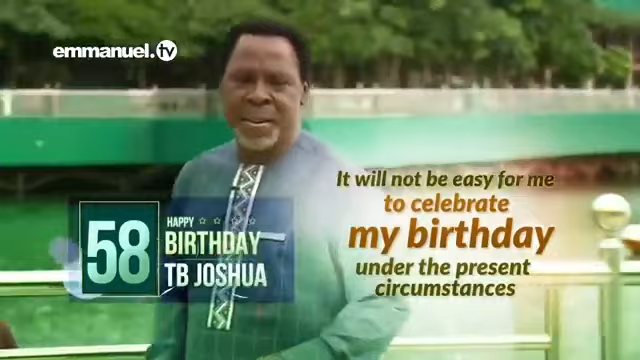 emmanuel.tv
58
HAPPY
BIRTHDAY
TB JOSHUA
It will not be easy for me
to celebrate
my birthday
under the present
circumstances